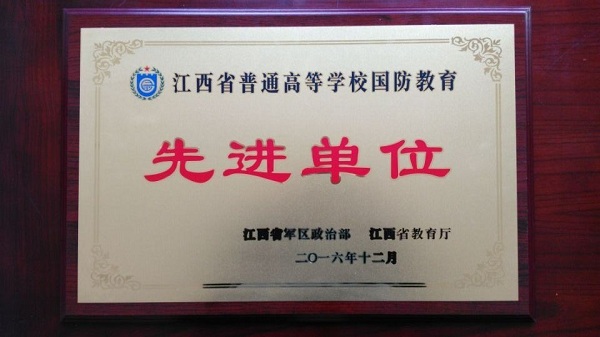 江西省普通高等学校国防教育
先进单位
江西省军区政治部 江西省教育厅
二〇一六年十二月